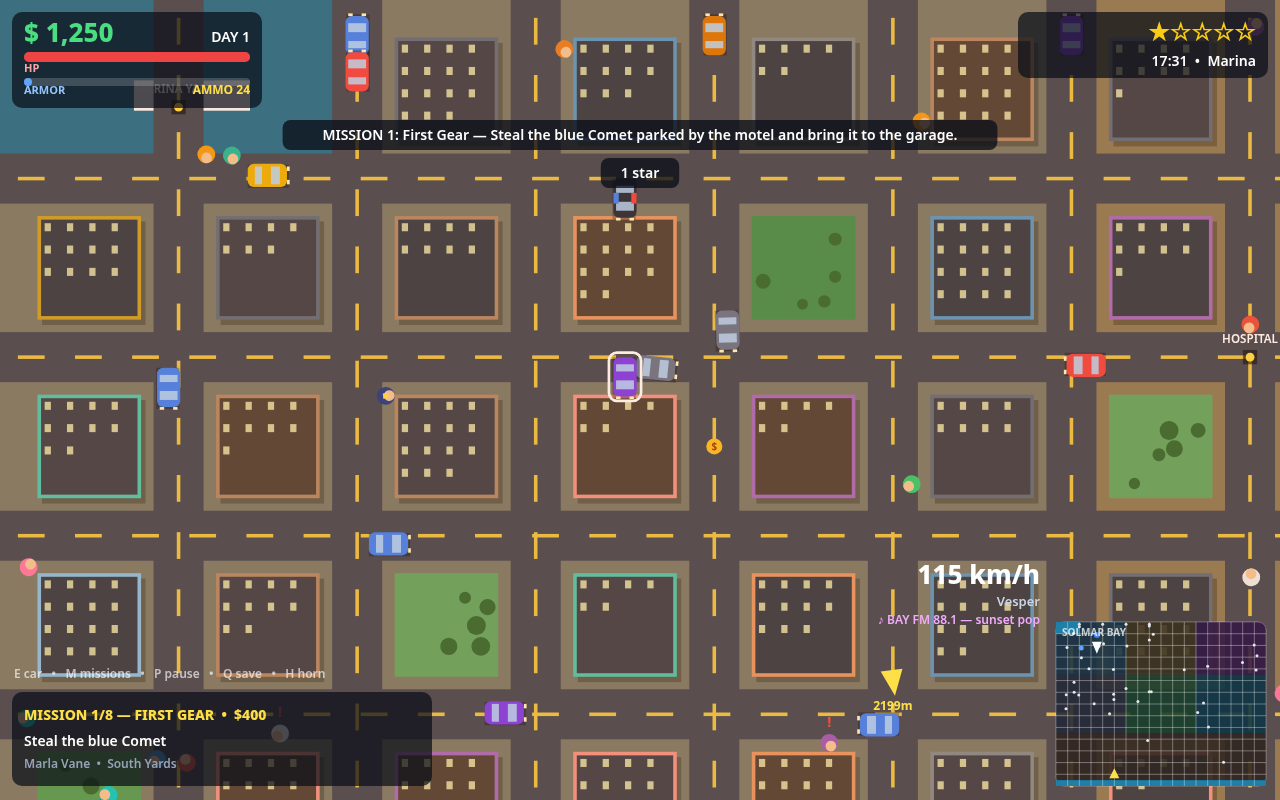 $ 1,250
DAY 1
HP
ARMOR
AMMO 24
★☆☆☆☆
17:31 • Marina
MISSION 1: First Gear — Steal the blue Comet parked by the motel and bring it to the garage.
1 star
HOSPITAL
$
115 km/h
Vesper
♪ BAY FM 88.1 — sunset pop
SOLMAR BAY
E car • M missions • P pause • Q save • H horn
2199m
!
MISSION 1/8 — FIRST GEAR • $400
Steal the blue Comet
Marla Vane • South Yards